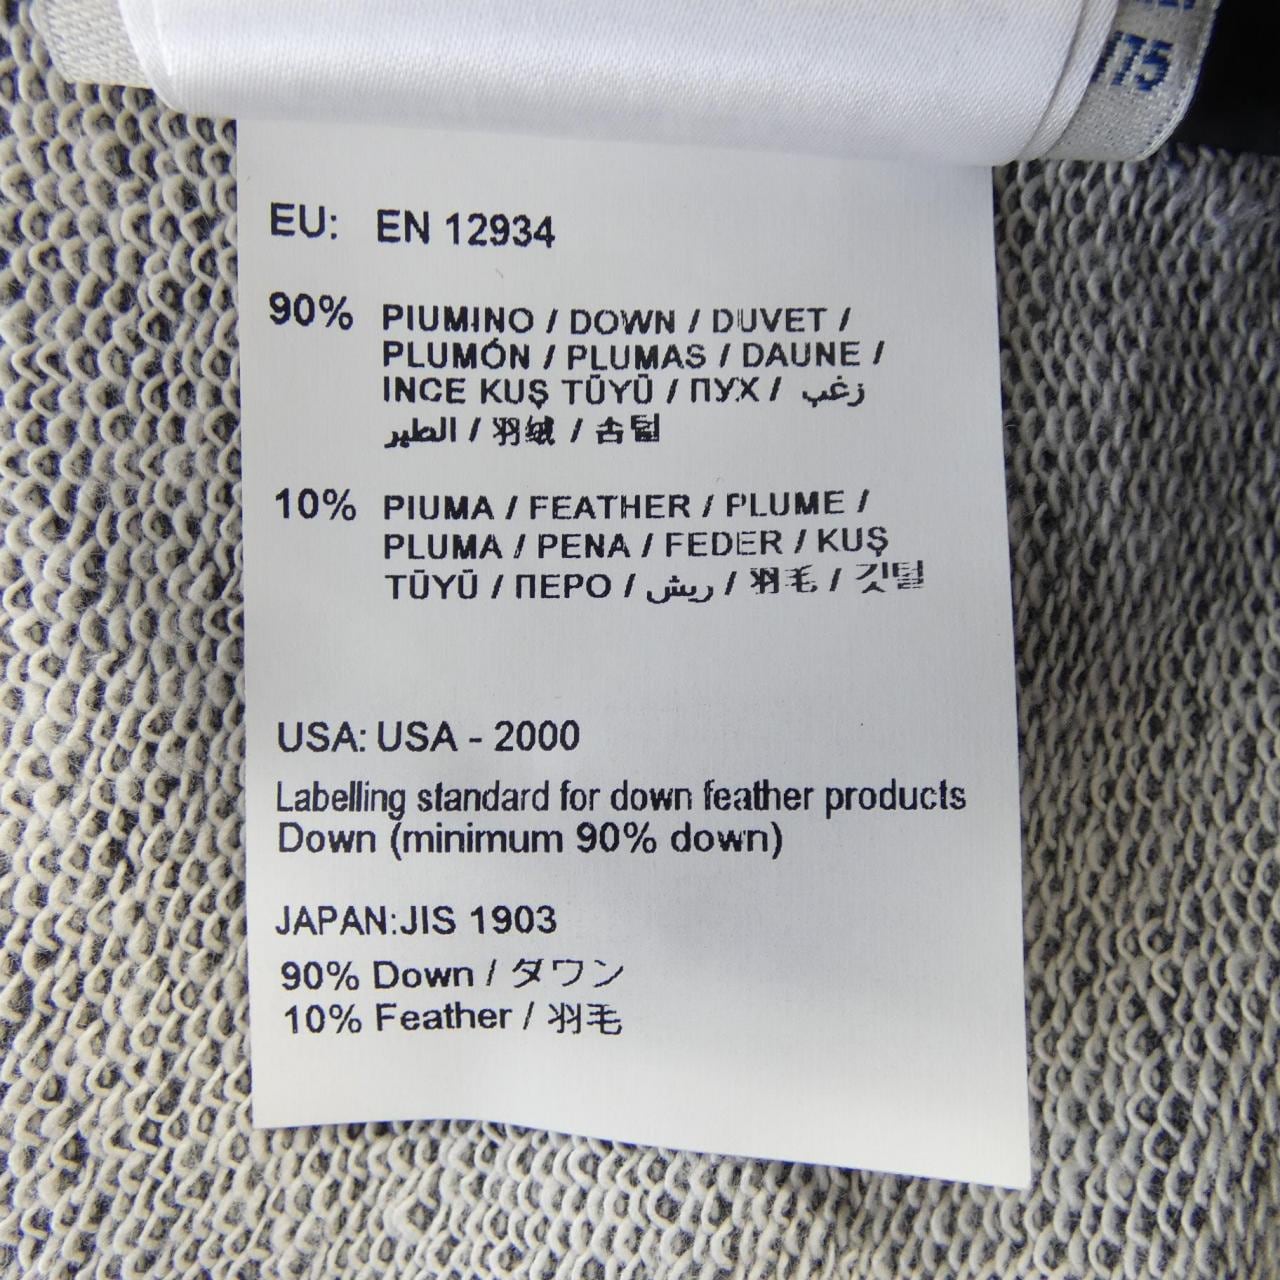 175
EU: EN 12934
90% PIUMINO / DOWN / DUVET /
PLUMÓN / PLUMAS / DAUNE /
INCE KUŞ TŪYŪ / ПУХ / زغب
الطير / 羽绒 / 솜털
10% PIUMA / FEATHER / PLUME /
PLUMA / PENA / FEDER / KUŞ
TŪYŪ / ПЕРО / ريش / 羽毛 / 깃털
USA: USA - 2000
Labelling standard for down feather products
Down (minimum 90% down)
JAPAN:JIS 1903
90% Down / ダウン
10% Feather / 羽毛